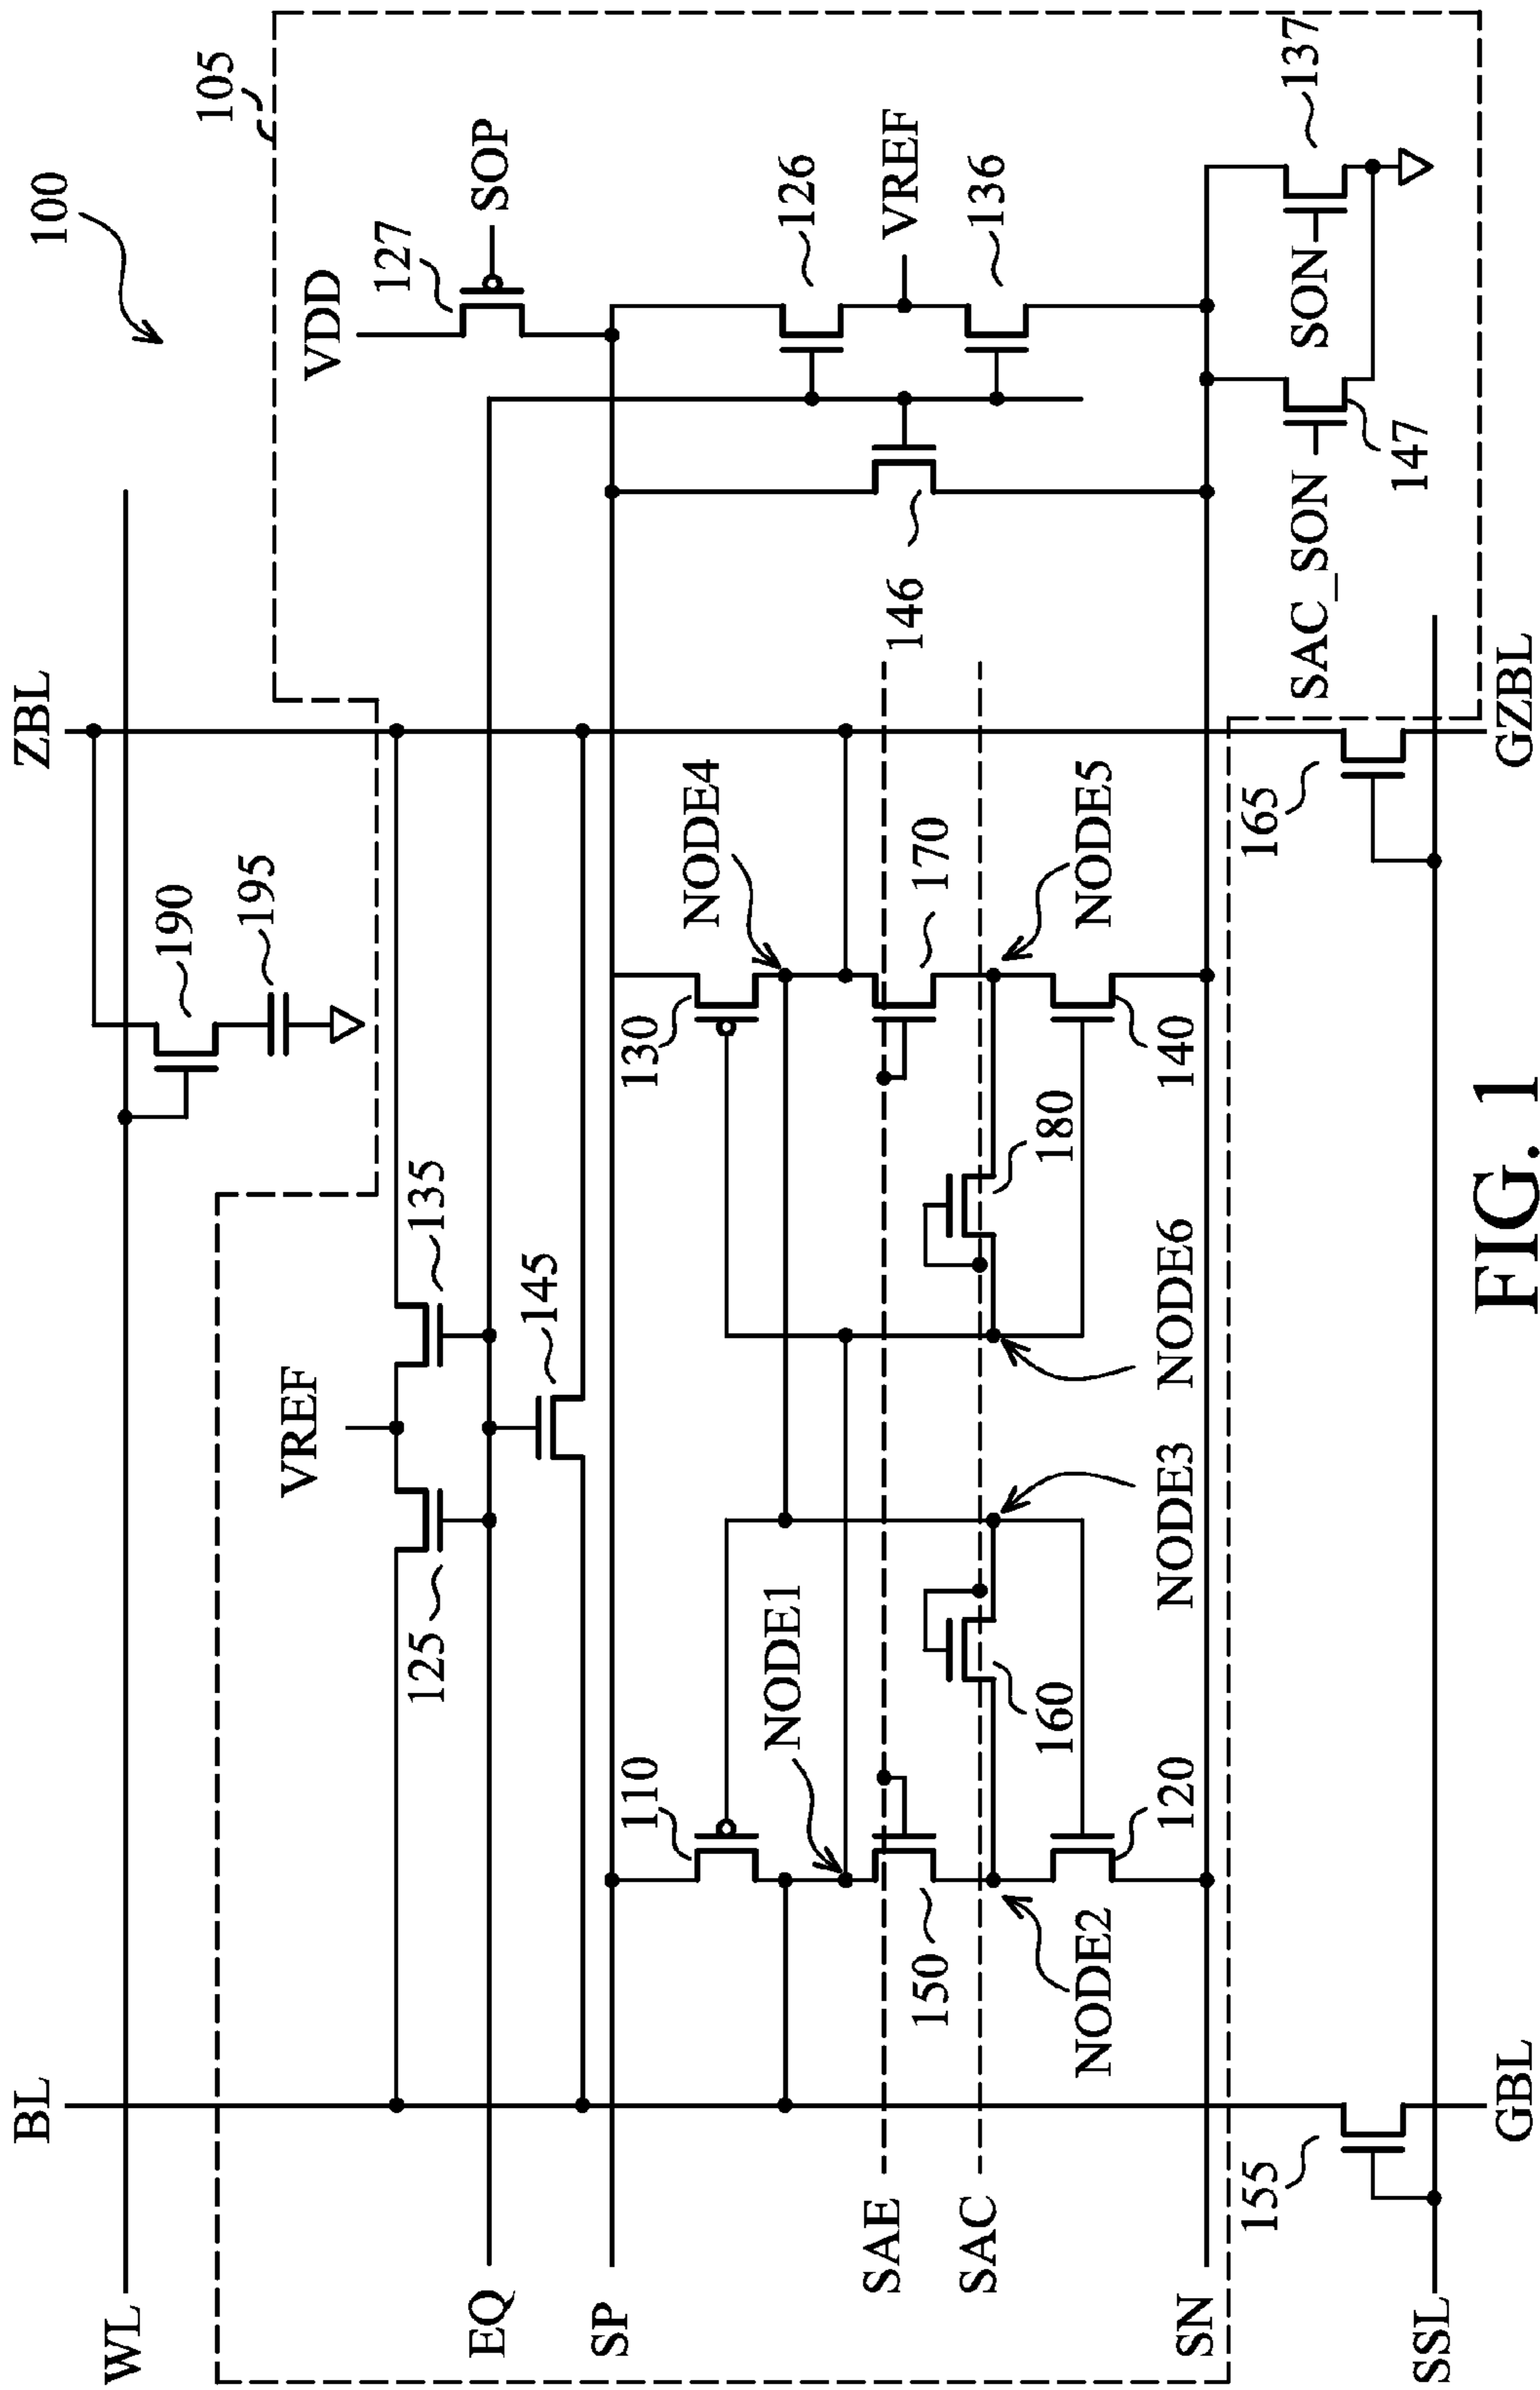 100
105
BL
ZBL
WL
190
195
VREF
125
135
145
EQ
VDD
127
SOP
SP
110
130
NODE4
NODE1
126
VREF
136
146
SAE
150
170
SAC
160
180
NODE2
NODE3
NODE6
NODE5
120
140
SN
SAC_SON
SON
137
147
155
165
SSL
GBL
GZBL
FIG. 1